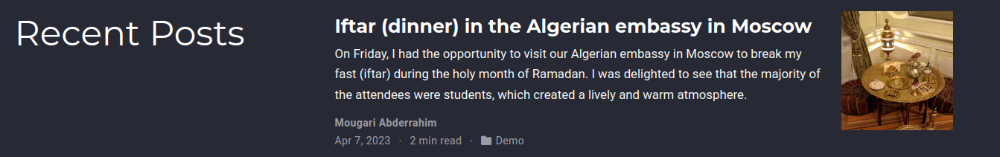 Recent Posts
Iftar (dinner) in the Algerian embassy in Moscow
On Friday, I had the opportunity to visit our Algerian embassy in Moscow to break my
fast (iftar) during the holy month of Ramadan. I was delighted to see that the majority of
the attendees were students, which created a lively and warm atmosphere.
Mougari Abderrahim
Apr 7, 2023 · 2 min read · Demo